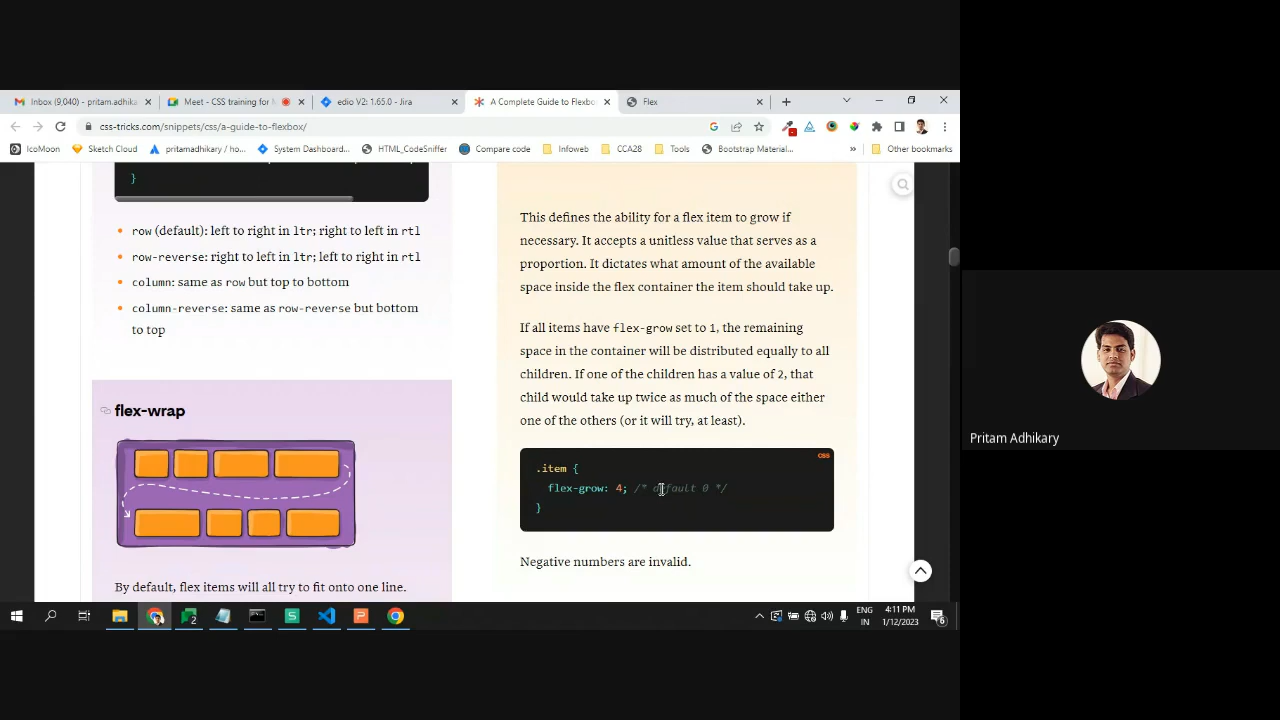 Inbox (9,040) - pritam.adhika
Meet - CSS training for
edio V2: 1.65.0 - Jira
A Complete Guide to Flexbo
Flex
css-tricks.com/snippets/css/a-guide-to-flexbox/
IcoMoon
Sketch Cloud
pritamadhikary / ho...
System Dashboard...
HTML_CodeSniffer
Compare code
Infoweb
CCA28
Tools
Bootstrap Material...
»
Other bookmarks
}
row (default): left to right in ltr; right to left in rtl
row-reverse: right to left in ltr; left to right in rtl
column: same as row but top to bottom
column-reverse: same as row-reverse but bottom
to top
flex-wrap
By default, flex items will all try to fit onto one line.
This defines the ability for a flex item to grow if
necessary. It accepts a unitless value that serves as a
proportion. It dictates what amount of the available
space inside the flex container the item should take up.
If all items have flex-grow set to 1, the remaining
space in the container will be distributed equally to all
children. If one of the children has a value of 2, that
child would take up twice as much of the space either
one of the others (or it will try, at least).
CSS
.item {
flex-grow: 4; /* default 0 */
}
Negative numbers are invalid.
Pritam Adhikary
ENG
IN
4:11 PM
1/12/2023